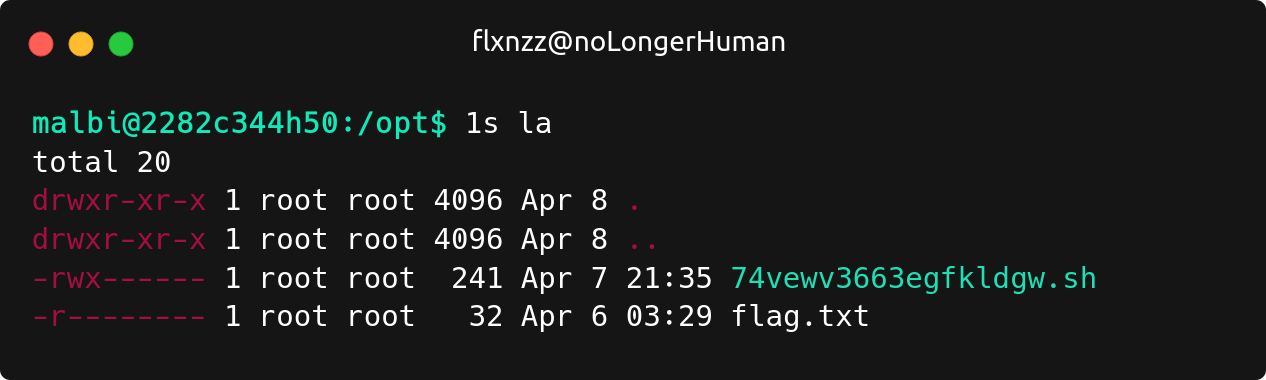 flxnzz@noLongerHuman
malbi@2282c344h50:/opt$ 1s la
total 20
drwxr-xr-x 1 root root 4096 Apr 8 .
drwxr-xr-x 1 root root 4096 Apr 8 ..
-rwx------ 1 root root  241 Apr 7 21:35 74vewv3663egfkldgw.sh
-r-------- 1 root root   32 Apr 6 03:29 flag.txt